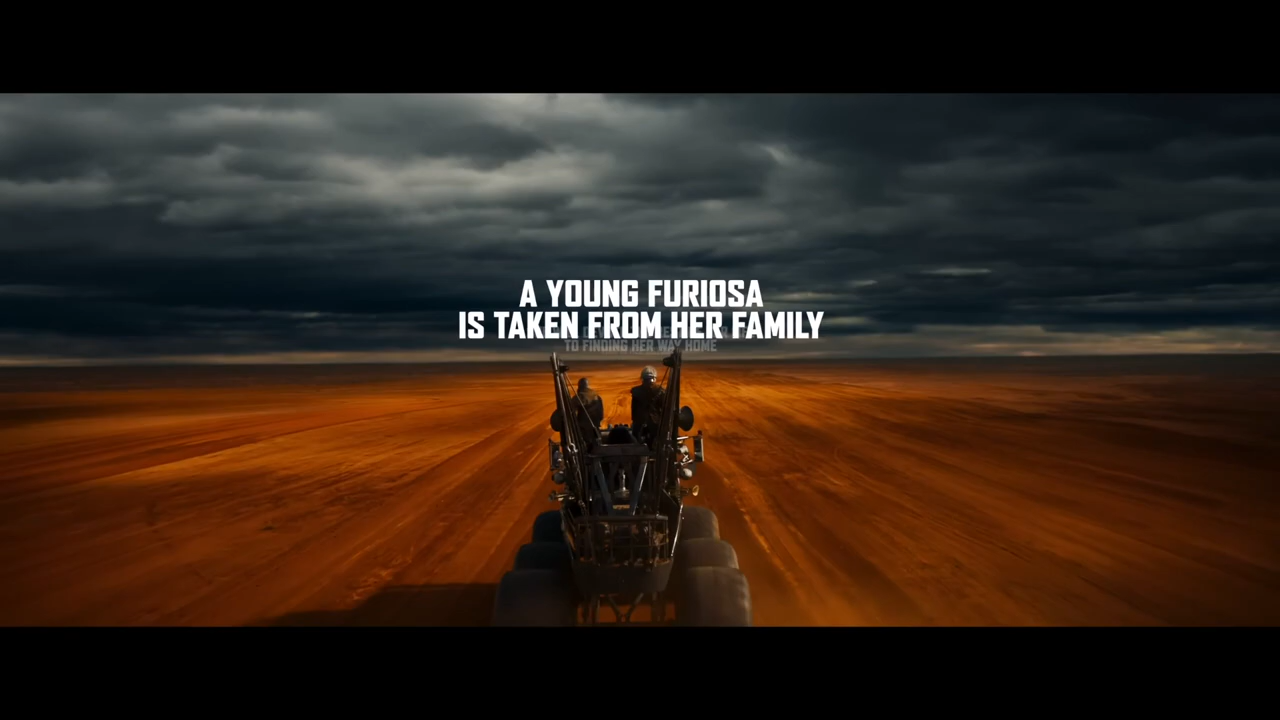 A YOUNG FURIOSA
IS TAKEN FROM HER FAMILY
TO FINDING HER WAY HOME